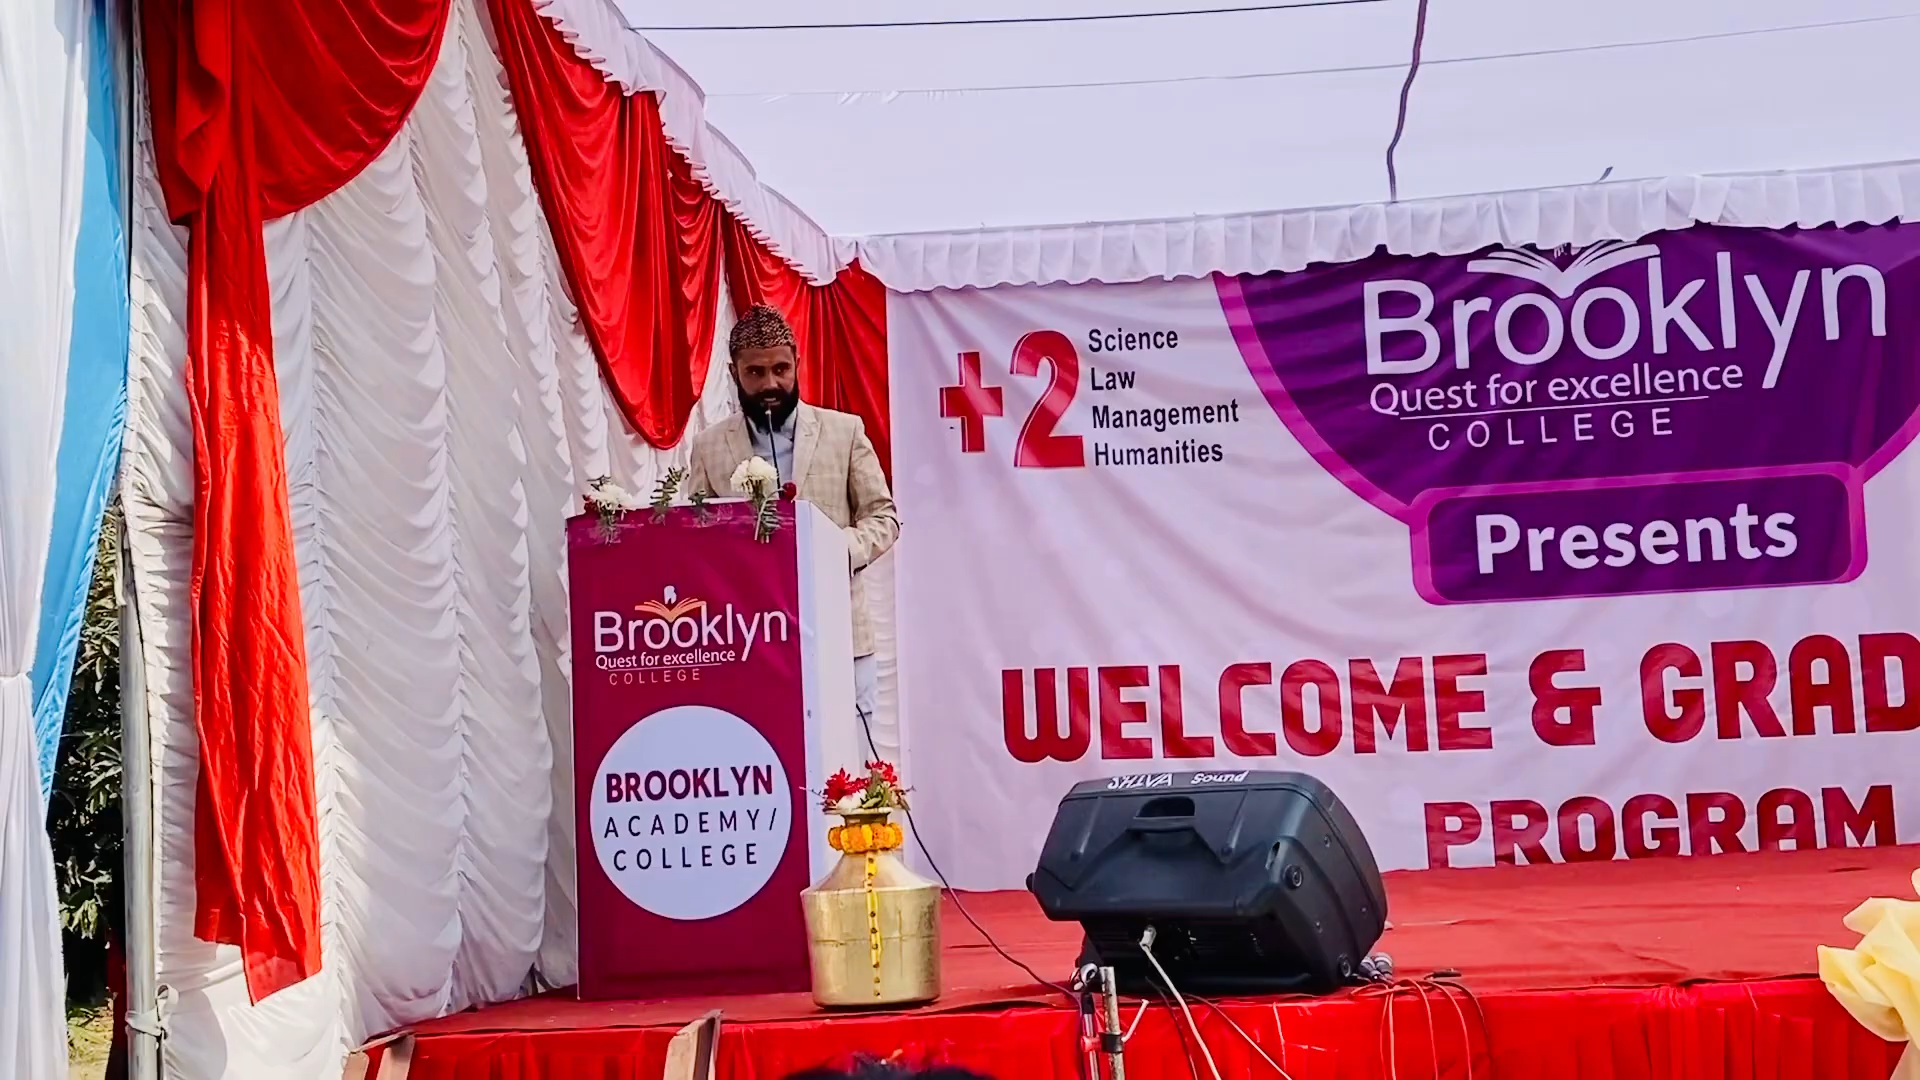 +2
Science
Law
Management
Humanities
Brooklyn
Quest for excellence
COLLEGE
Presents
WELCOME & GRAD
PROGRAM
Brooklyn
Quest for excellence
COLLEGE
BROOKLYN
ACADEMY/
COLLEGE
SHIVA Sound